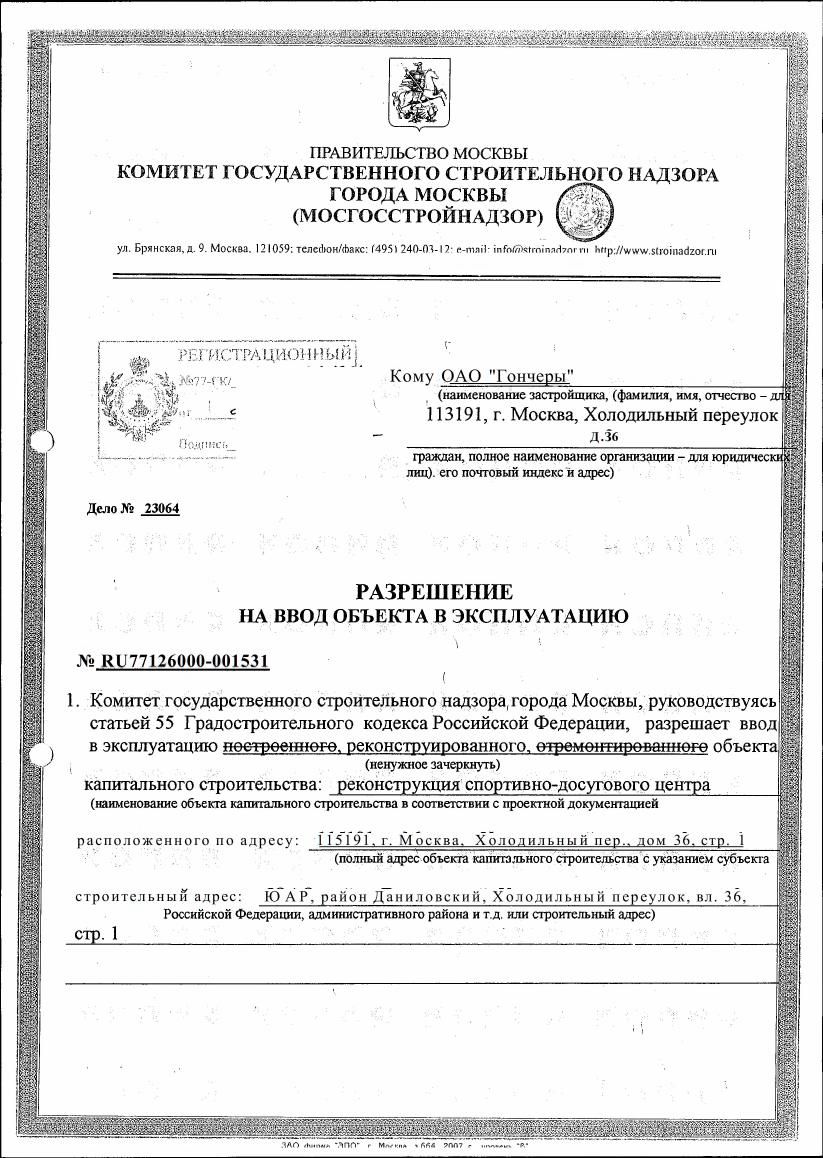 ПРАВИТЕЛЬСТВО МОСКВЫ
КОМИТЕТ ГОСУДАРСТВЕННОГО СТРОИТЕЛЬНОГО НАДЗОРА
ГОРОДА МОСКВЫ
(МОСГОССТРОЙНАДЗОР)
ул. Брянская, д. 9. Москва, 121059; телефон/факс: (495) 240-03-12; e-mail: info@stroinadzor.ru http://www.stroinadzor.ru
РЕГИСТРАЦИОННЫЙ
№77-ГК/
от 1 с
Подпись
Кому ОАО "Гончеры"
(наименование застройщика, (фамилия, имя, отчество – для
113191, г. Москва, Холодильный переулок
д.36
граждан, полное наименование организации – для юридических
лиц). его почтовый индекс и адрес)
Дело № 23064
РАЗРЕШЕНИЕ
НА ВВОД ОБЪЕКТА В ЭКСПЛУАТАЦИЮ
№ RU77126000-001531
1. Комитет государственного строительного надзора города Москвы, руководствуясь
статьей 55 Градостроительного кодекса Российской Федерации, разрешает ввод
в эксплуатацию построенного, реконструированного, отремонтированного объекта
(ненужное зачеркнуть)
капитального строительства: реконструкция спортивно-досугового центра
(наименование объекта капитального строительства в соответствии с проектной документацией
расположенного по адресу: 115191, г. Москва, Холодильный пер., дом 36, стр. 1
(полный адрес объекта капитального строительства с указанием субъекта
строительный адрес: ЮАР, район Даниловский, Холодильный переулок, вл. 36,
Российской Федерации, административного района и т.д. или строительный адрес)
стр. 1
ЗАО фирма "ЭПО" г. Москва 2007 г.